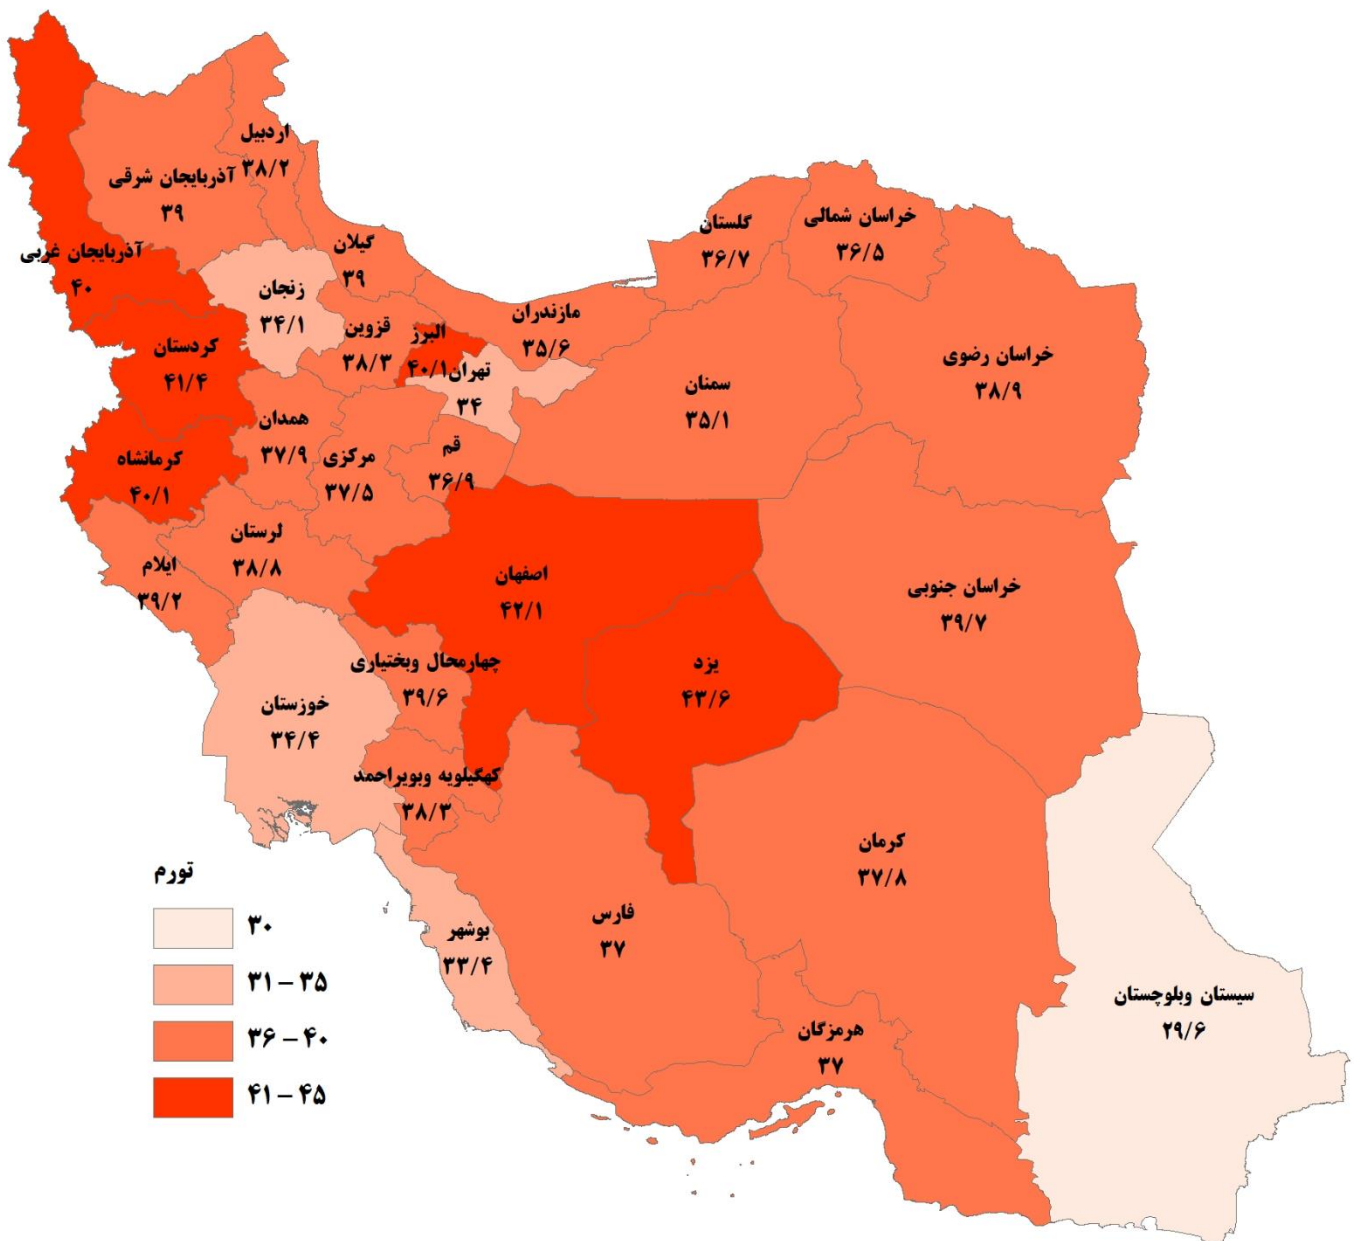 اردبیل
۳۸/۲
آذربایجان شرقی
۳۹
گیلان
۳۹
آذربایجان غربی
۴۰
زنجان
۳۴/۱
قزوین
۳۸/۳
البرز
۴۰/۱
تهران
۳۴
مازندران
۳۵/۶
گلستان
۳۶/۷
خراسان شمالی
۳۶/۵
خراسان رضوی
۳۸/۹
سمنان
۳۵/۱
کردستان
۴۱/۴
همدان
۳۷/۹
کرمانشاه
۴۰/۱
مرکزی
۳۷/۵
قم
۳۶/۹
لرستان
۳۸/۸
ایلام
۳۹/۲
اصفهان
۴۲/۱
خراسان جنوبی
۳۹/۷
یزد
۴۳/۶
چهارمحال وبختیاری
۳۹/۶
خوزستان
۳۴/۴
کهگیلویه وبویراحمد
۳۸/۳
کرمان
۳۷/۸
فارس
۳۷
بوشهر
۳۳/۴
هرمزگان
۳۷
سیستان وبلوچستان
۲۹/۶
تورم
۳۰
۳۱ – ۳۵
۳۶ – ۴۰
۴۱ – ۴۵